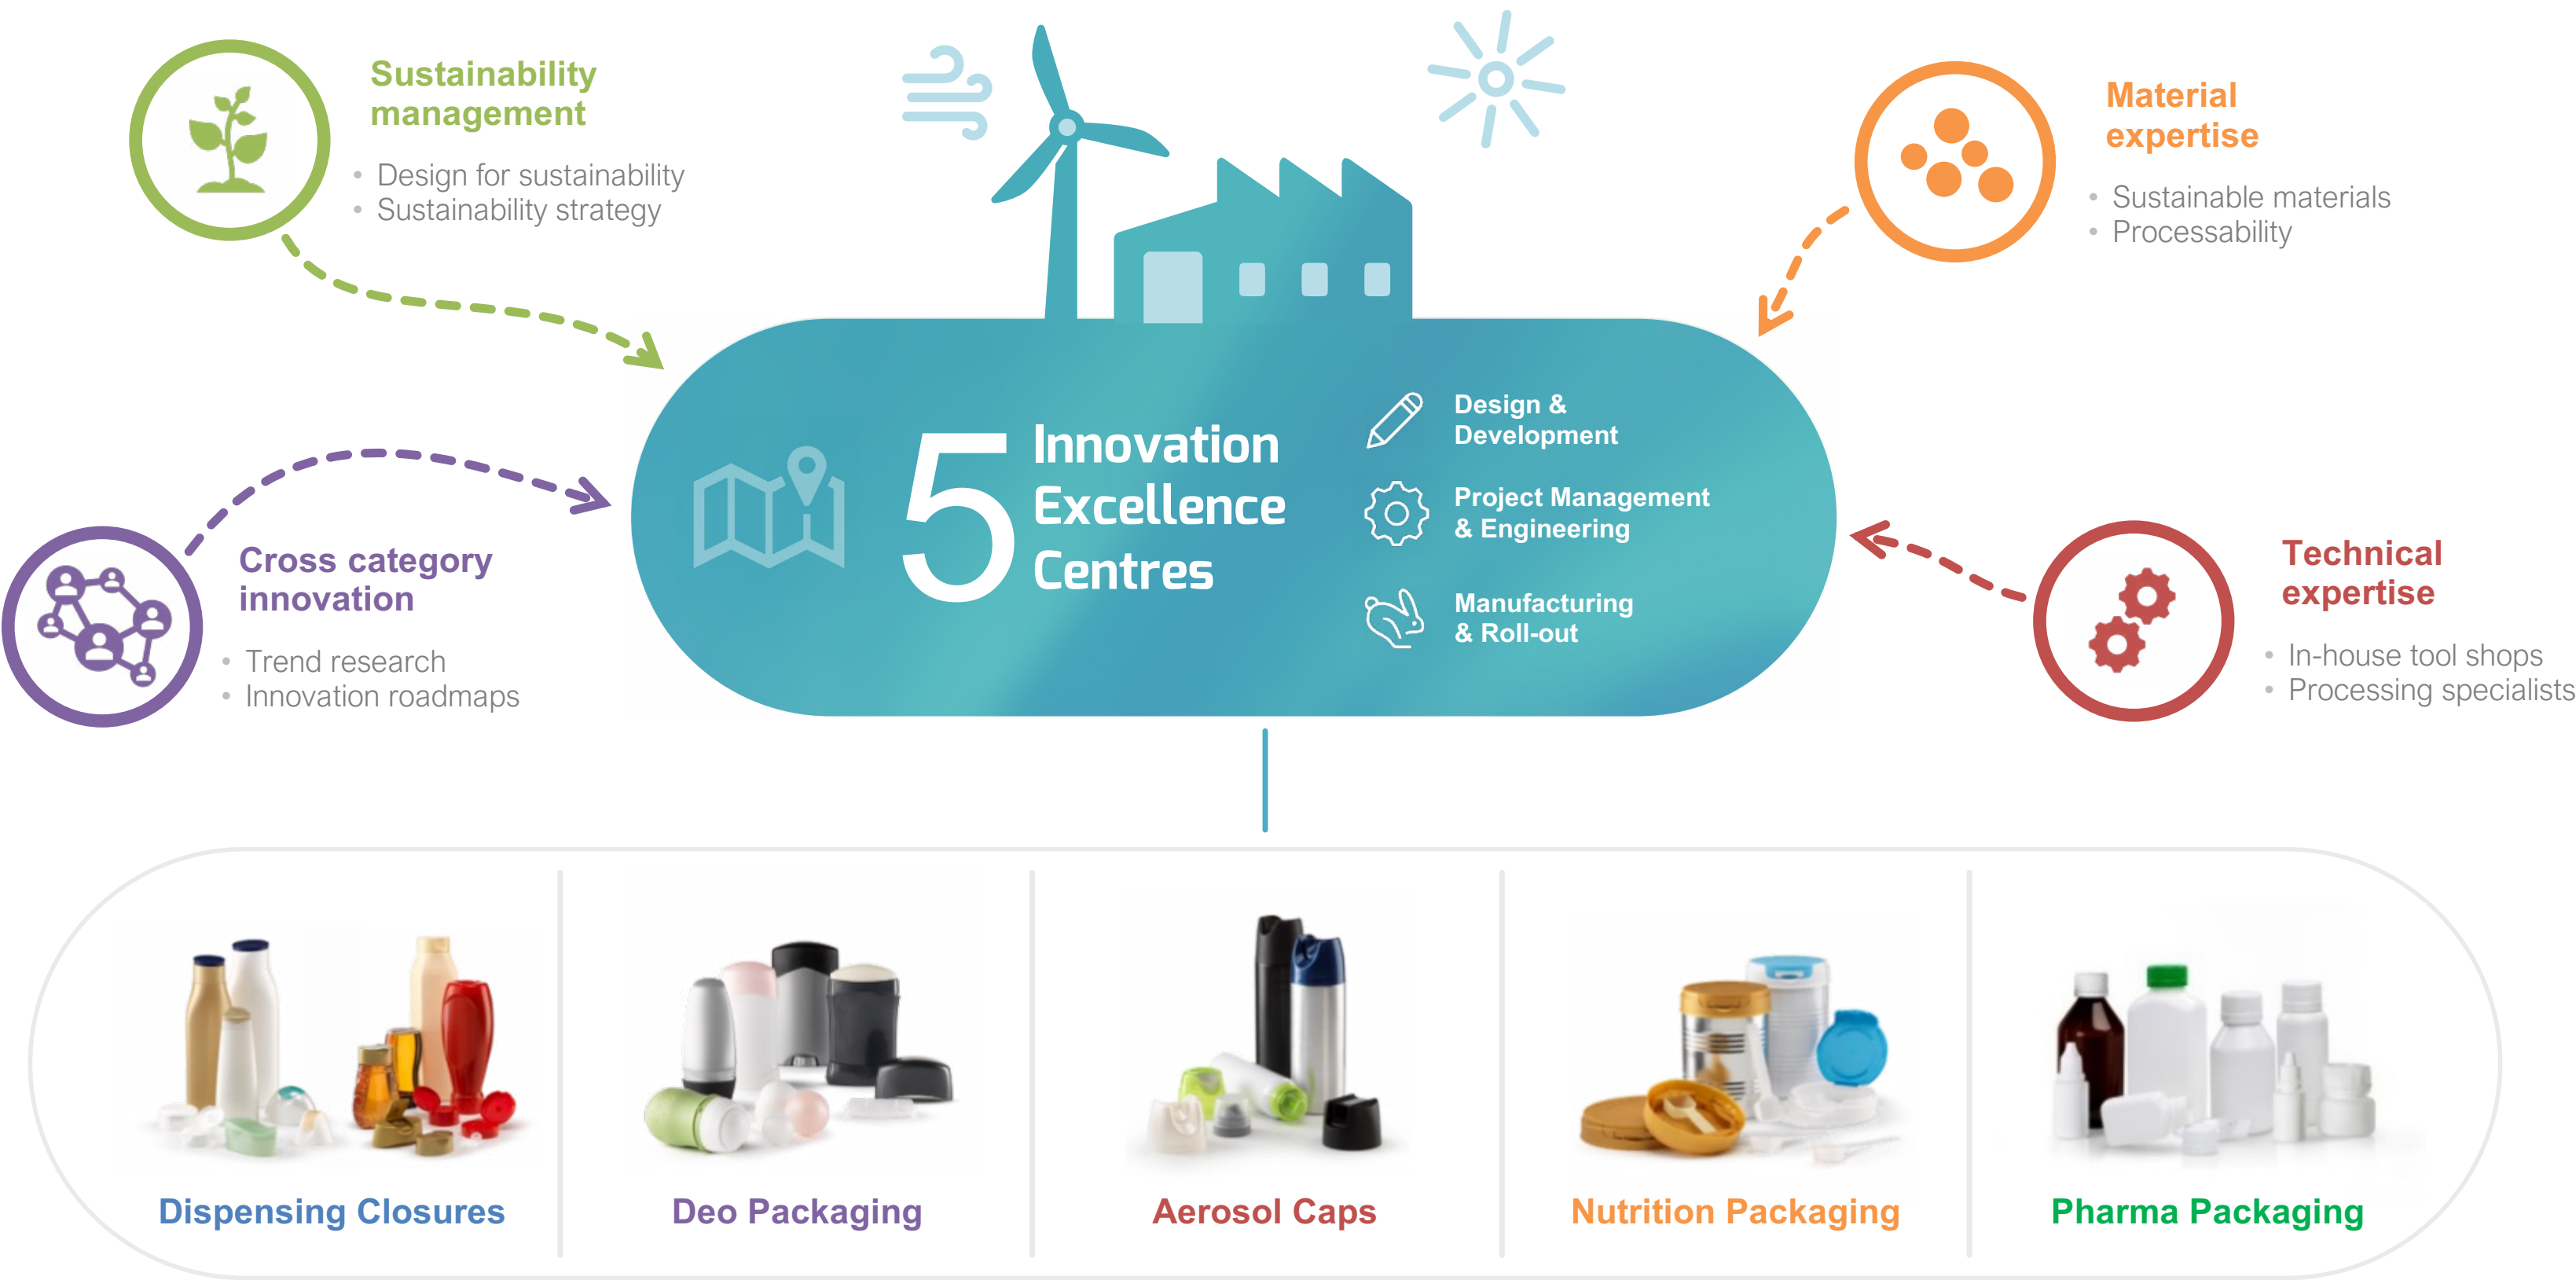 Sustainability
management
• Design for sustainability
• Sustainability strategy
Material
expertise
• Sustainable materials
• Processability
Cross category
innovation
• Trend research
• Innovation roadmaps
5 Innovation
Excellence
Centres
Design &
Development
Project Management
& Engineering
Manufacturing
& Roll-out
Technical
expertise
• In-house tool shops
• Processing specialists
Dispensing Closures
Deo Packaging
Aerosol Caps
Nutrition Packaging
Pharma Packaging